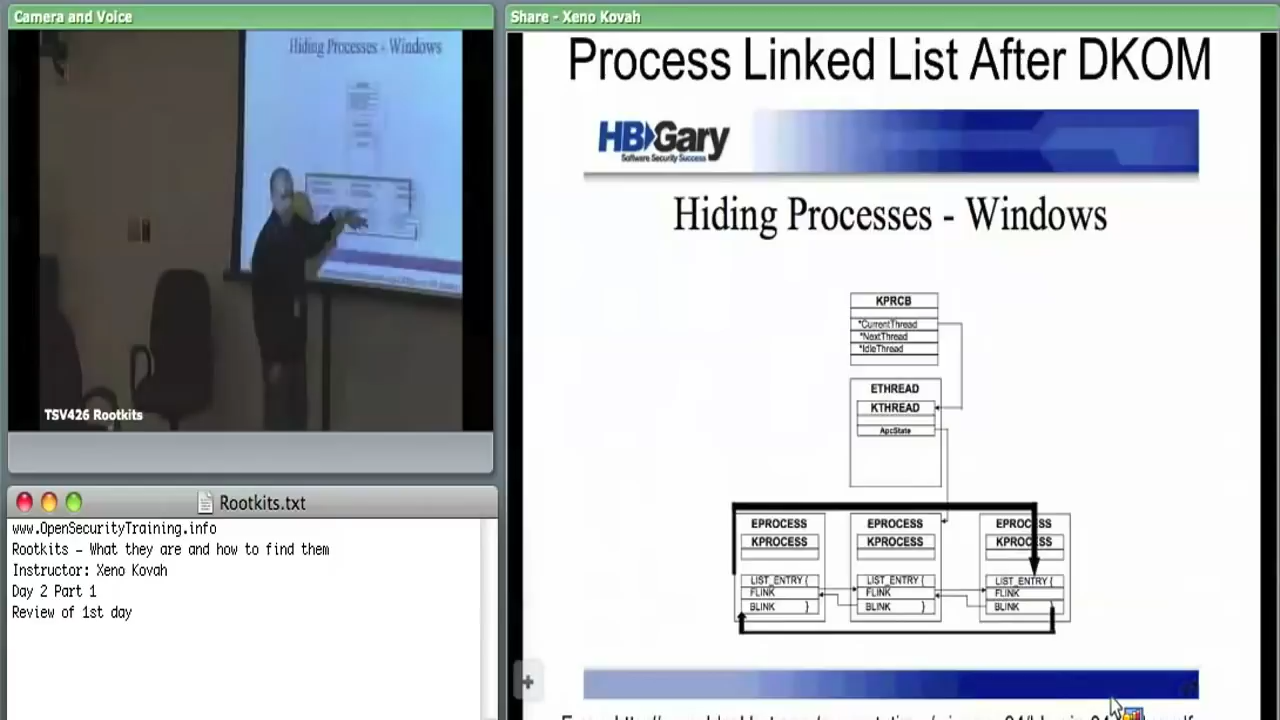 Camera and Voice
Hiding Processes - Windows
TSV426 Rootkits
Rootkits.txt
www.OpenSecurityTraining.info
Rootkits – What they are and how to find them
Instructor: Xeno Kovah
Day 2 Part 1
Review of 1st day
Share - Xeno Kovah
Process Linked List After DKOM
HBGary
Software Security Success
Hiding Processes - Windows
KPRCB
*CurrentThread
*NextThread
*IdleThread
ETHREAD
KTHREAD
ApcState
EPROCESS EPROCESS EPROCESS
KPROCESS KPROCESS KPROCESS
LIST_ENTRY { LIST_ENTRY { LIST_ENTRY {
FLINK FLINK FLINK
BLINK } BLINK } BLINK }